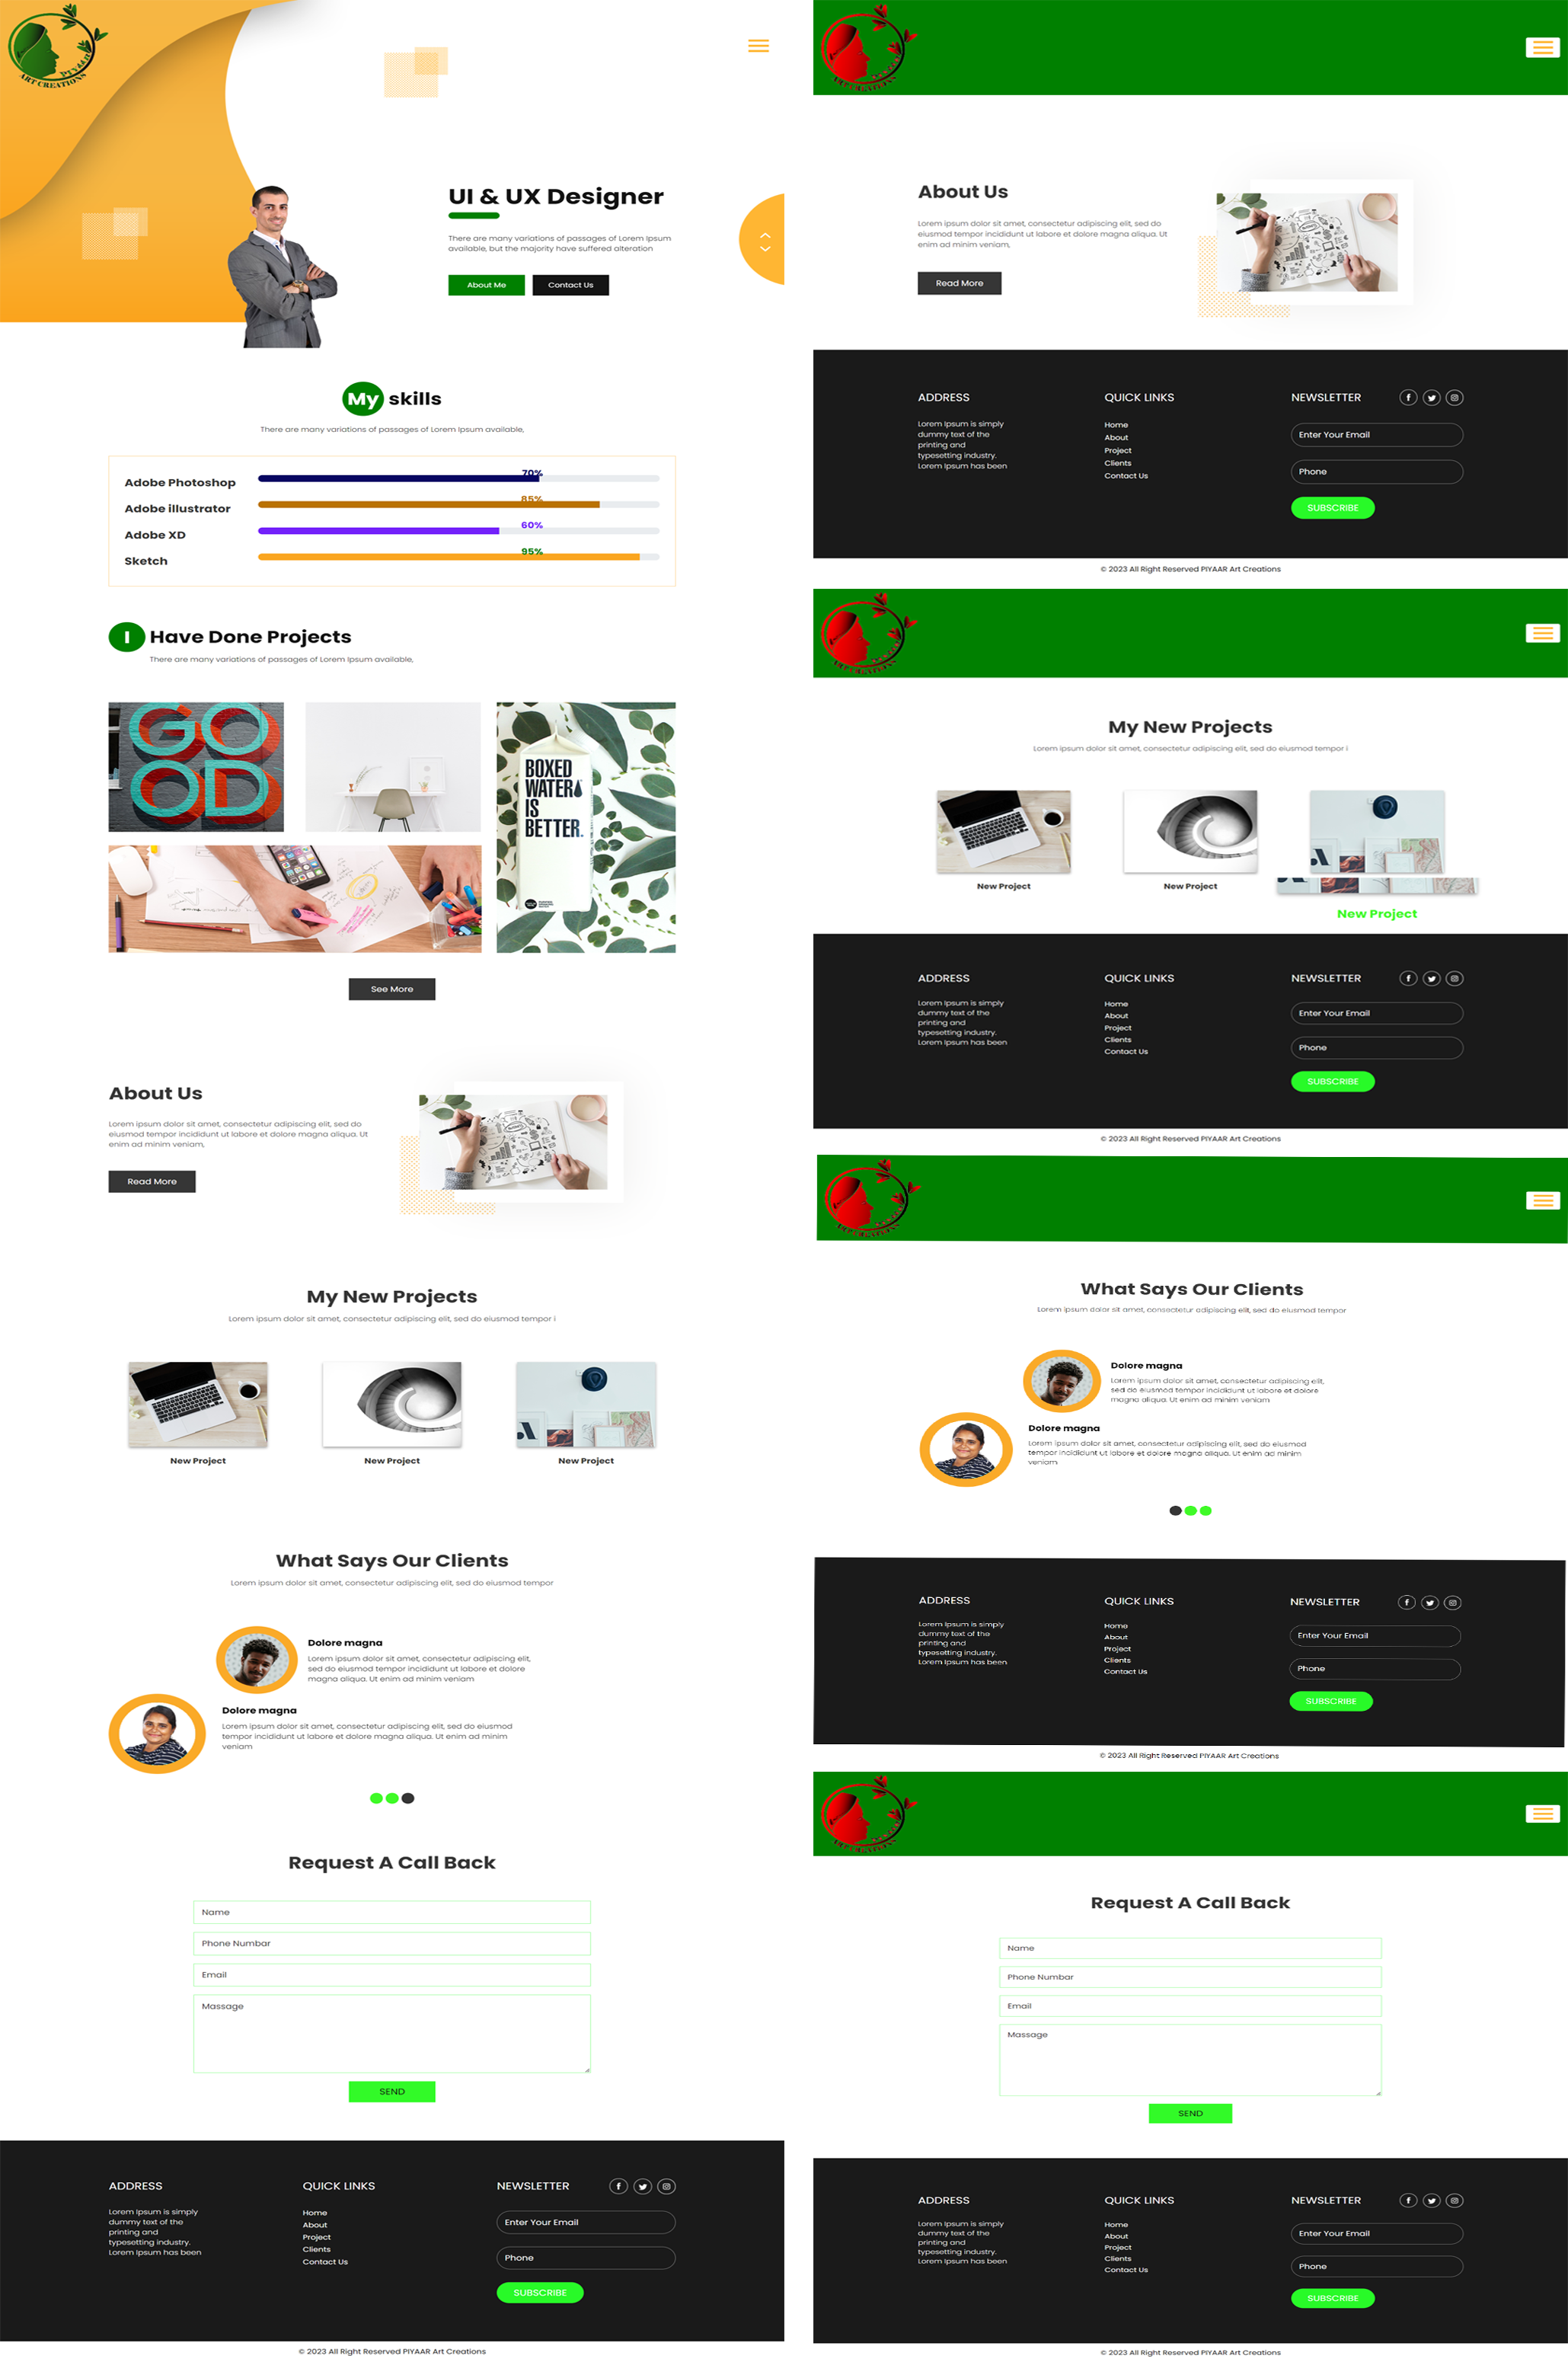 PIYAAR
ART CREATIONS
UI & UX Designer
There are many variations of passages of Lorem Ipsum
available, but the majority have suffered alteration
About Me
Contact Us
My skills
There are many variations of passages of Lorem Ipsum available,
Adobe Photoshop
70%
Adobe illustrator
85%
Adobe XD
60%
Sketch
95%
I Have Done Projects
There are many variations of passages of Lorem Ipsum available,
GO
OD
BOXED
WATER
IS
BETTER.
See More
About Us
Lorem ipsum dolor sit amet, consectetur adipiscing elit, sed do
eiusmod tempor incididunt ut labore et dolore magna aliqua. Ut
enim ad minim veniam,
Read More
My New Projects
Lorem ipsum dolor sit amet, consectetur adipiscing elit, sed do eiusmod tempor i
New Project
New Project
New Project
What Says Our Clients
Lorem ipsum dolor sit amet, consectetur adipiscing elit, sed do eiusmod tempor
Dolore magna
Lorem ipsum dolor sit amet, consectetur adipiscing elit,
sed do eiusmod tempor incididunt ut labore et dolore
magna aliqua. Ut enim ad minim veniam
Dolore magna
Lorem ipsum dolor sit amet, consectetur adipiscing elit, sed do eiusmod
tempor incididunt ut labore et dolore magna aliqua. Ut enim ad minim
veniam
Request A Call Back
Name
Phone Numbar
Email
Massage
SEND
ADDRESS
Lorem Ipsum is simply
dummy text of the
printing and
typesetting industry.
Lorem Ipsum has been
QUICK LINKS
Home
About
Project
Clients
Contact Us
NEWSLETTER
Enter Your Email
Phone
SUBSCRIBE
© 2023 All Right Reserved PIYAAR Art Creations
ART CREATIONS
About Us
Lorem ipsum dolor sit amet, consectetur adipiscing elit, sed do
eiusmod tempor incididunt ut labore et dolore magna aliqua. Ut
enim ad minim veniam,
Read More
ADDRESS
Lorem Ipsum is simply
dummy text of the
printing and
typesetting industry.
Lorem Ipsum has been
QUICK LINKS
Home
About
Project
Clients
Contact Us
NEWSLETTER
Enter Your Email
Phone
SUBSCRIBE
© 2023 All Right Reserved PIYAAR Art Creations
ART CREATIONS
My New Projects
Lorem ipsum dolor sit amet, consectetur adipiscing elit, sed do eiusmod tempor i
New Project
New Project
New Project
ADDRESS
Lorem Ipsum is simply
dummy text of the
printing and
typesetting industry.
Lorem Ipsum has been
QUICK LINKS
Home
About
Project
Clients
Contact Us
NEWSLETTER
Enter Your Email
Phone
SUBSCRIBE
© 2023 All Right Reserved PIYAAR Art Creations
ART CREATIONS
What Says Our Clients
Lorem ipsum dolor sit amet, consectetur adipiscing elit, sed do eiusmod tempor
Dolore magna
Lorem ipsum dolor sit amet, consectetur adipiscing elit,
sed do eiusmod tempor incididunt ut labore et dolore
magna aliqua. Ut enim ad minim veniam
Dolore magna
Lorem ipsum dolor sit amet, consectetur adipiscing elit, sed do eiusmod
tempor incididunt ut labore et dolore magna aliqua. Ut enim ad minim
veniam
ADDRESS
Lorem Ipsum is simply
dummy text of the
printing and
typesetting industry.
Lorem Ipsum has been
QUICK LINKS
Home
About
Project
Clients
Contact Us
NEWSLETTER
Enter Your Email
Phone
SUBSCRIBE
© 2023 All Right Reserved PIYAAR Art Creations
ART CREATIONS
Request A Call Back
Name
Phone Numbar
Email
Massage
SEND
ADDRESS
Lorem Ipsum is simply
dummy text of the
printing and
typesetting industry.
Lorem Ipsum has been
QUICK LINKS
Home
About
Project
Clients
Contact Us
NEWSLETTER
Enter Your Email
Phone
SUBSCRIBE
© 2023 All Right Reserved PIYAAR Art Creations